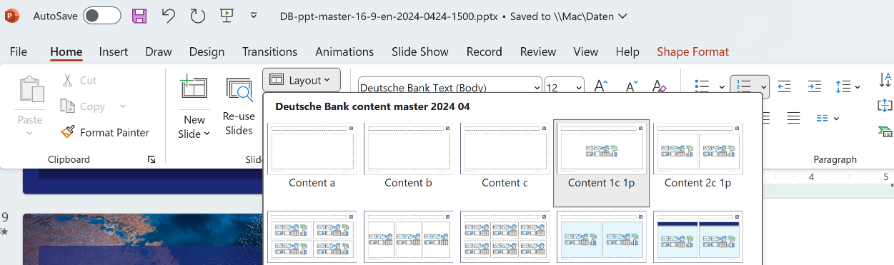 AutoSave
DB-ppt-master-16-9-en-2024-0424-1500.pptx • Saved to \\Mac\Daten
File Home Insert Draw Design Transitions Animations Slide Show Record Review View Help Shape Format
Paste
Cut
Copy
Format Painter
Clipboard
New Slide
Re-use Slides
Layout
Deutsche Bank Text (Body) 12
Deutsche Bank content master 2024 04
Content a Content b Content c Content 1c 1p Content 2c 1p
Paragraph
4 5
9